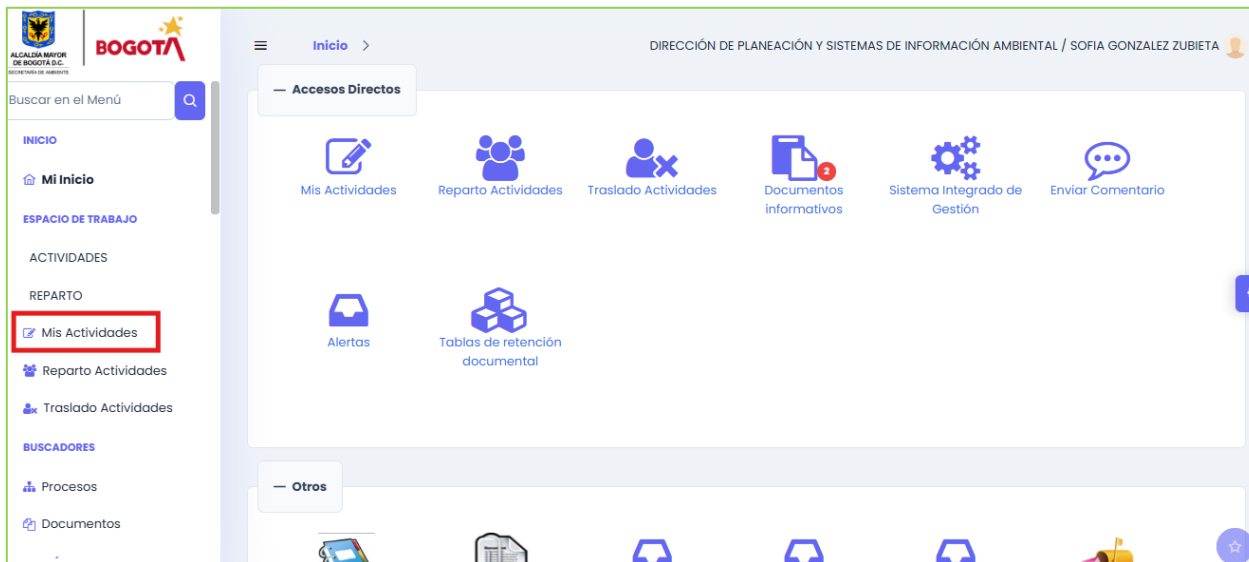 ALCALDÍA MAYOR
DE BOGOTÁ D.C.
SECRETARÍA DE AMBIENTE
BOGOTÁ
Inicio >
DIRECCIÓN DE PLANEACIÓN Y SISTEMAS DE INFORMACIÓN AMBIENTAL / SOFIA GONZALEZ ZUBIETA
Buscar en el Menú
INICIO
Mi Inicio
ESPACIO DE TRABAJO
ACTIVIDADES
REPARTO
Mis Actividades
Reparto Actividades
Traslado Actividades
BUSCADORES
Procesos
Documentos
— Accesos Directos
Mis Actividades
Reparto Actividades
Traslado Actividades
2
Documentos
informativos
Sistema Integrado de
Gestión
Enviar Comentario
Alertas
Tablas de retención
documental
— Otros